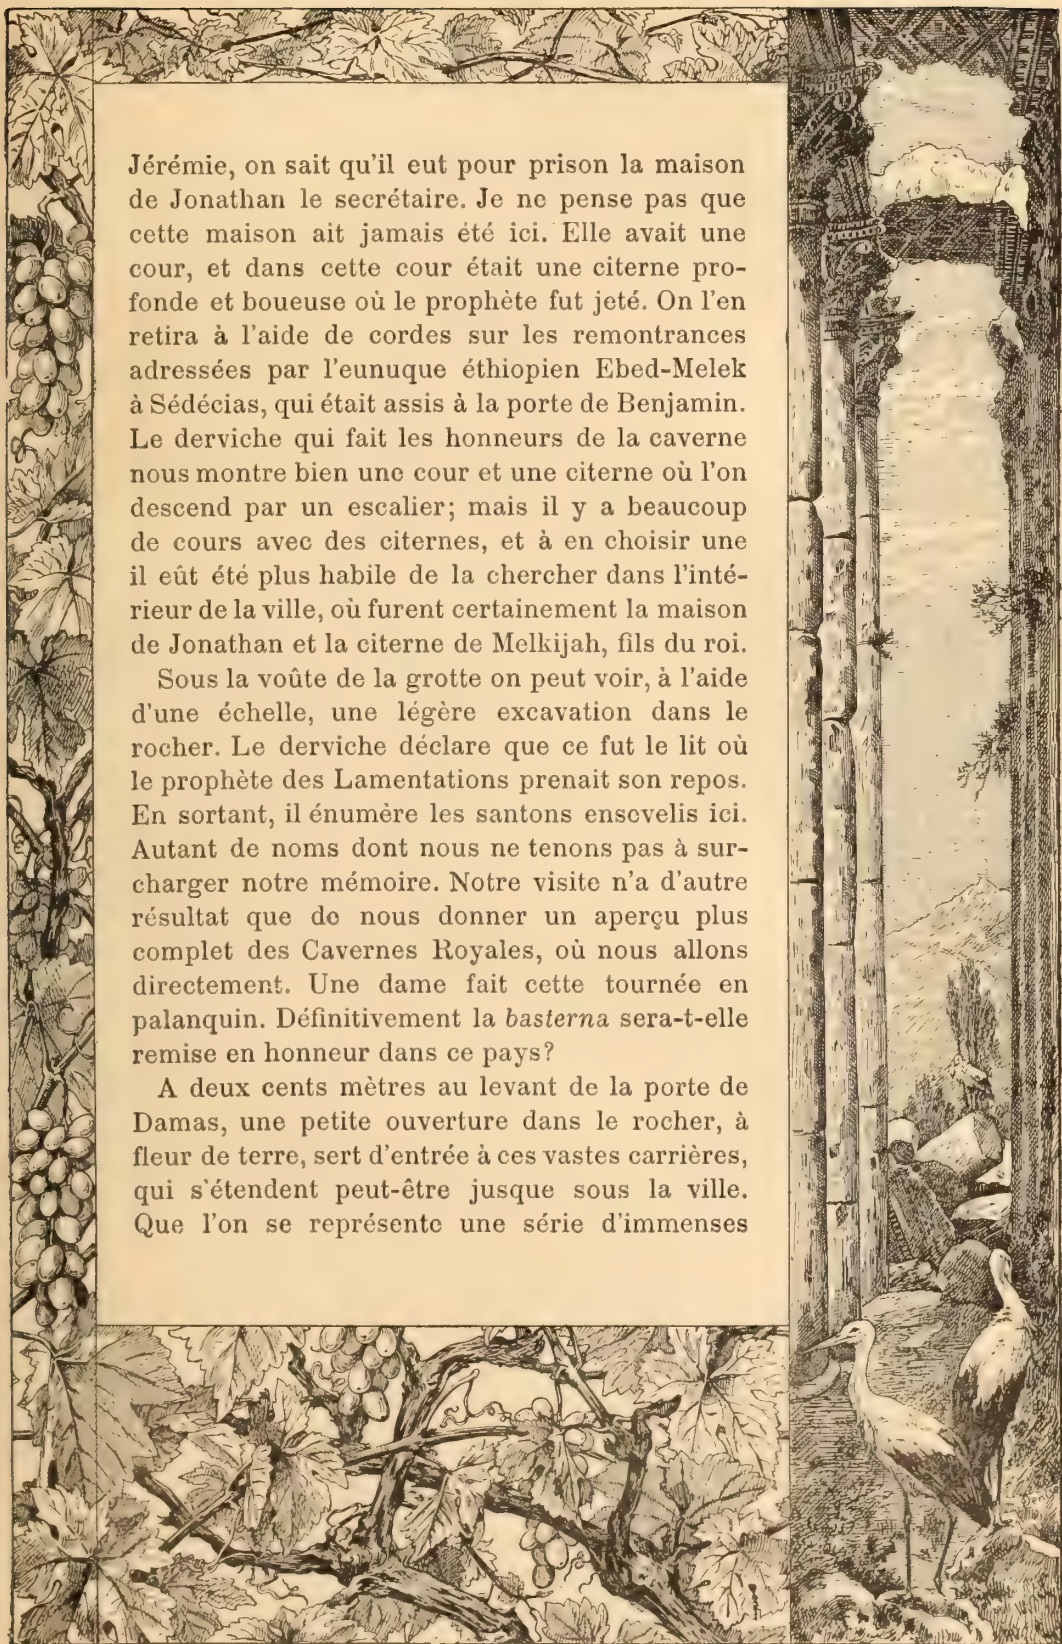 Jérémie, on sait qu'il eut pour prison la maison
de Jonathan le secrétaire. Je ne pense pas que
cette maison ait jamais été ici. Elle avait une
cour, et dans cette cour était une citerne pro-
fonde et boueuse où le prophète fut jeté. On l'en
retira à l'aide de cordes sur les remontrances
adressées par l'eunuque éthiopien Ebed-Melek
à Sédécias, qui était assis à la porte de Benjamin.
Le derviche qui fait les honneurs de la caverne
nous montre bien une cour et une citerne où l'on
descend par un escalier; mais il y a beaucoup
de cours avec des citernes, et à en choisir une
il eût été plus habile de la chercher dans l'inté-
rieur de la ville, où furent certainement la maison
de Jonathan et la citerne de Melkijah, fils du roi.
Sous la voûte de la grotte on peut voir, à l'aide
d'une échelle, une légère excavation dans le
rocher. Le derviche déclare que ce fut le lit où
le prophète des Lamentations prenait son repos.
En sortant, il énumère les santons ensevelis ici.
Autant de noms dont nous ne tenons pas à sur-
charger notre mémoire. Notre visite n'a d'autre
résultat que de nous donner un aperçu plus
complet des Cavernes Royales, où nous allons
directement. Une dame fait cette tournée en
palanquin. Définitivement la basterna sera-t-elle
remise en honneur dans ce pays?
A deux cents mètres au levant de la porte de
Damas, une petite ouverture dans le rocher, à
fleur de terre, sert d'entrée à ces vastes carrières,
qui s'étendent peut-être jusque sous la ville.
Que l'on se représente une série d'immenses